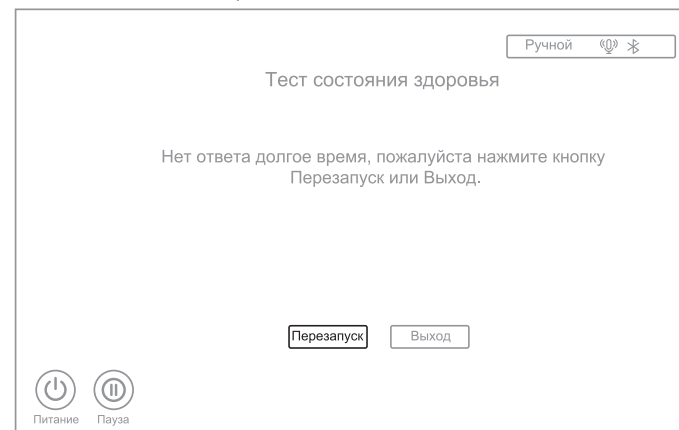 Ручной
Тест состояния здоровья
Нет ответа долгое время, пожалуйста нажмите кнопку
Перезапуск или Выход.
Перезапуск
Выход
Питание
Пауза